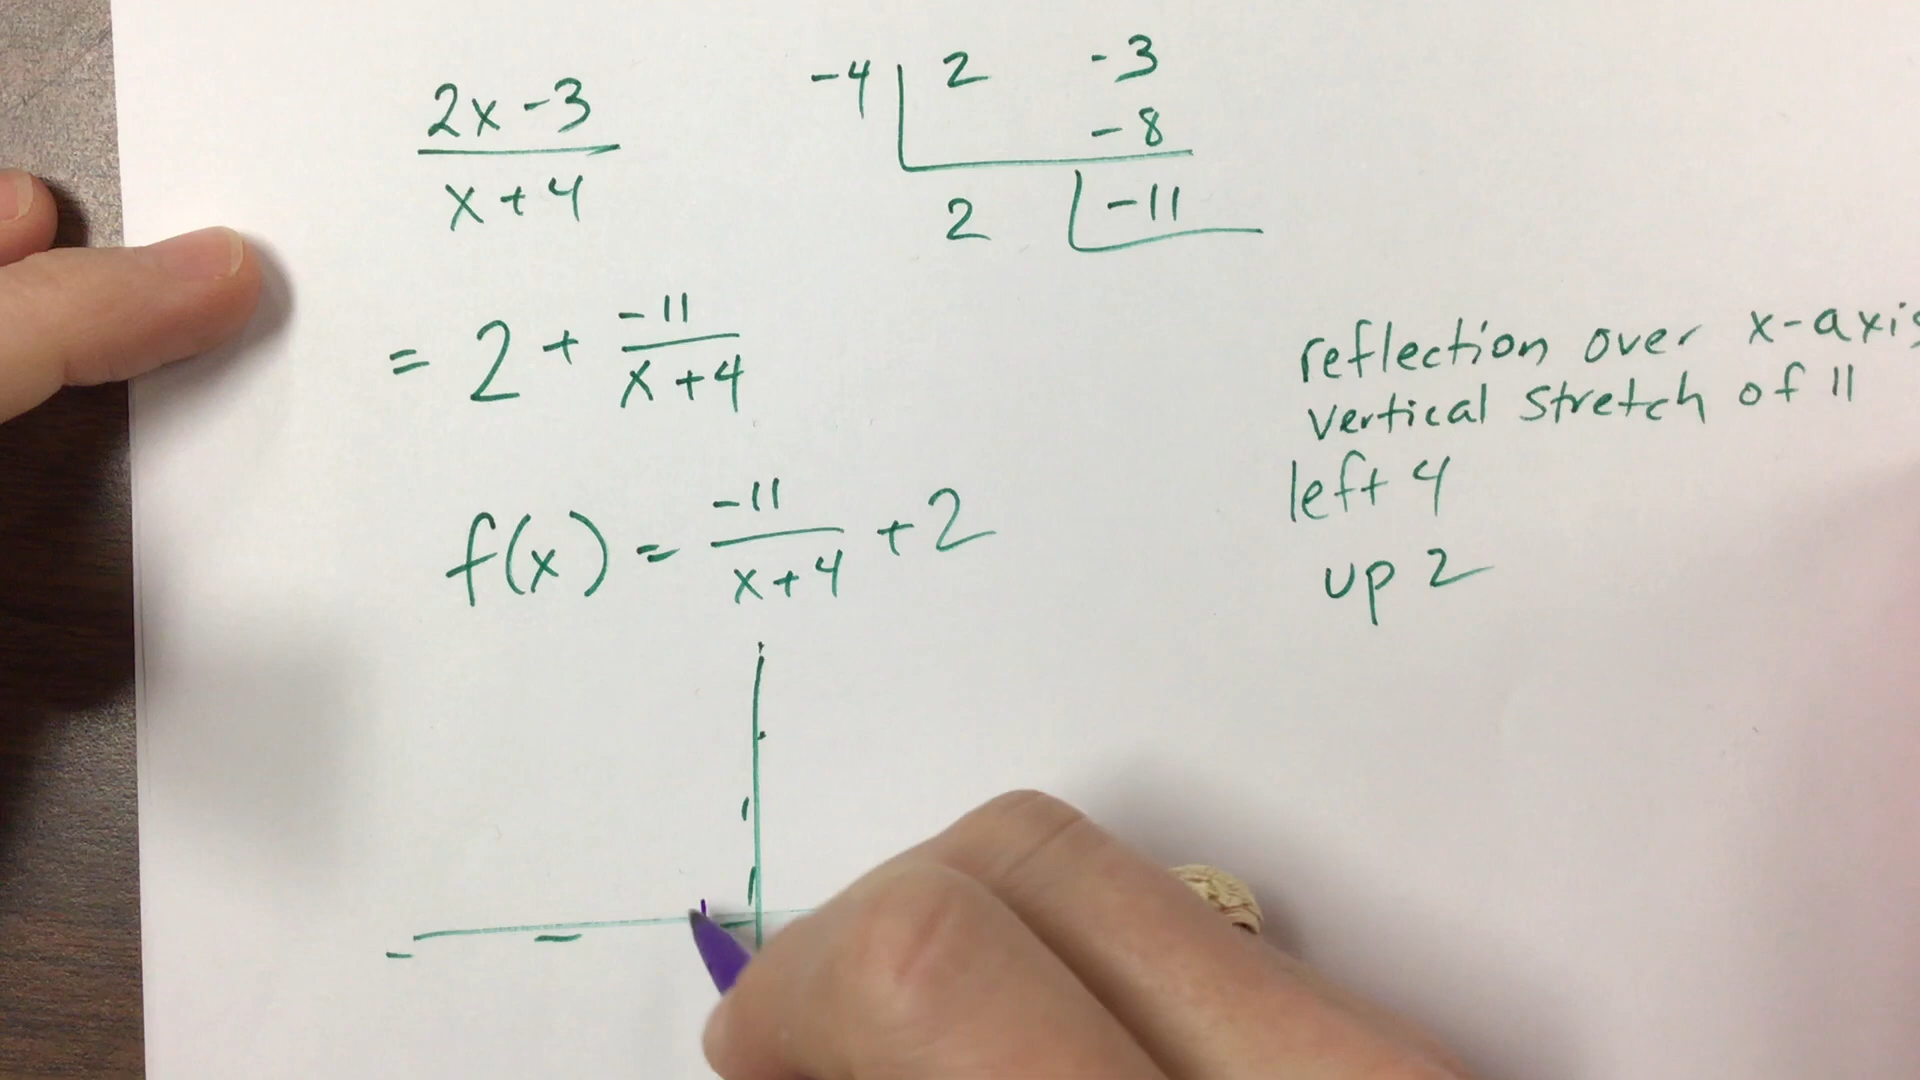 2x-3
x+4
-4 | 2 -3
-8
2 | -11
= 2 + -11
x+4
f(x) = -11
x+4 + 2
reflection over x-axis
vertical stretch of 11
left 4
up 2